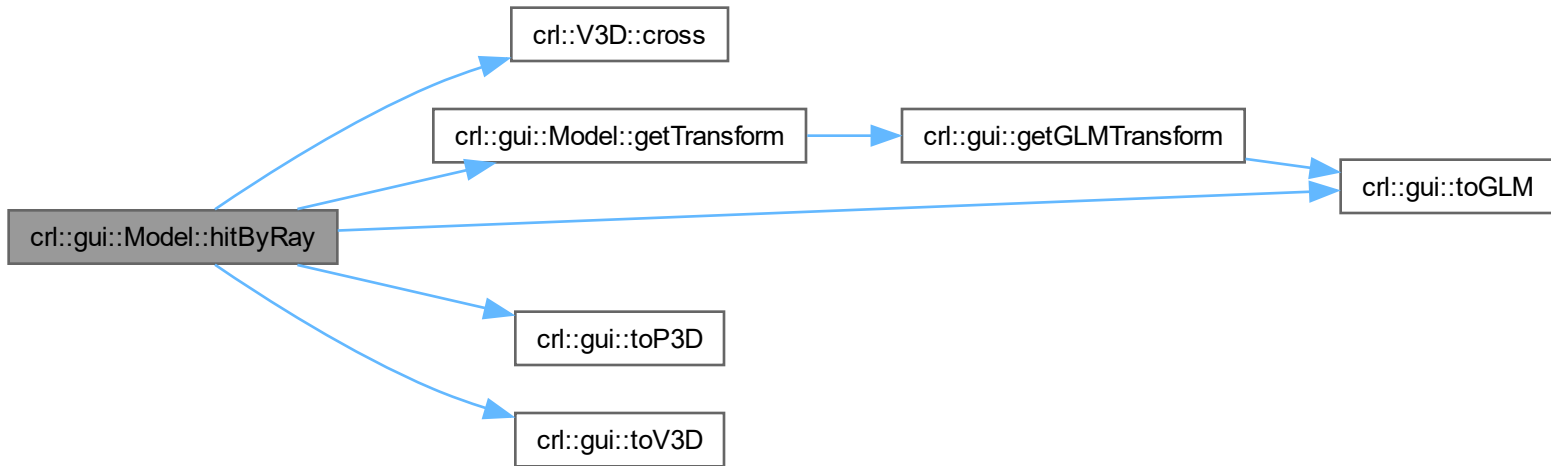 crl::V3D::cross
crl::gui::Model::getTransform
crl::gui::getGLMTransform
crl::gui::toGLM
crl::gui::Model::hitByRay
crl::gui::toP3D
crl::gui::toV3D